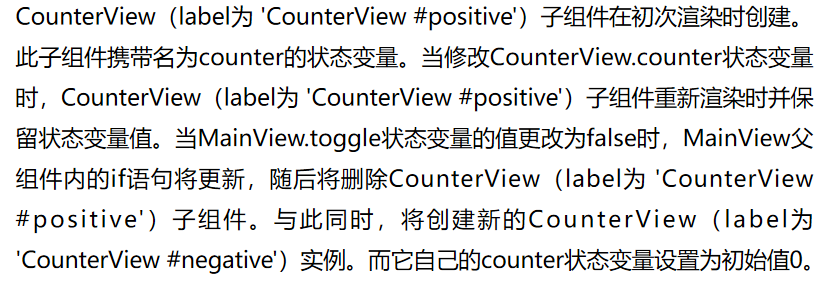 CounterView（label为 'CounterView #positive'）子组件在初次渲染时创建。
此子组件携带名为counter的状态变量。当修改CounterView.counter状态变量
时，CounterView（label为 'CounterView #positive'）子组件重新渲染时并保
留状态变量值。当MainView.toggle状态变量的值更改为false时，MainView父
组件内的if语句将更新，随后将删除CounterView（label为 'CounterView
#positive'）子组件。与此同时，将创建新的CounterView（label为
'CounterView #negative'）实例。而它自己的counter状态变量设置为初始值0。